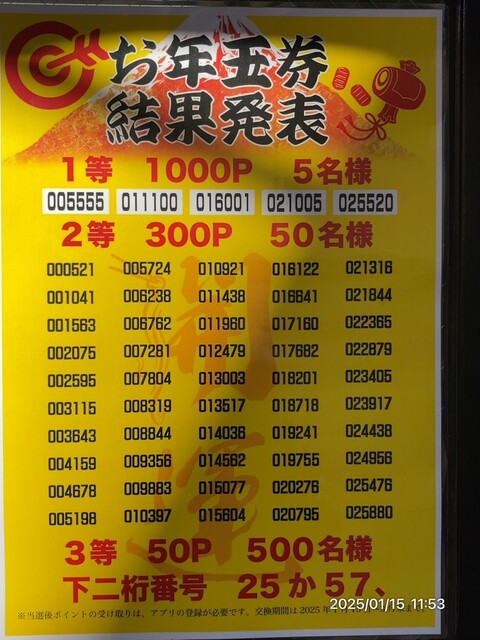 お年玉券
結果発表
1等 1000P 5名様
005555 011100 016001 021005 025520
2等 300P 50名様
000521 005724 010921 016122 021316
001041 006238 011438 016641 021844
001563 006762 011960 017160 022365
002075 007281 012479 017682 022879
002595 007804 013003 018201 023405
003115 008319 013517 018718 023917
003643 008844 014036 019241 024438
004159 009356 014562 019755 024956
004678 009883 015077 020276 025476
005198 010397 015604 020795 025880
開運
3等 50P 500名様
下二桁番号 25か57、
※当選後ポイントの受け取りは、アプリの登録が必要です。交換期間は2025年
2025/01/15 11:53